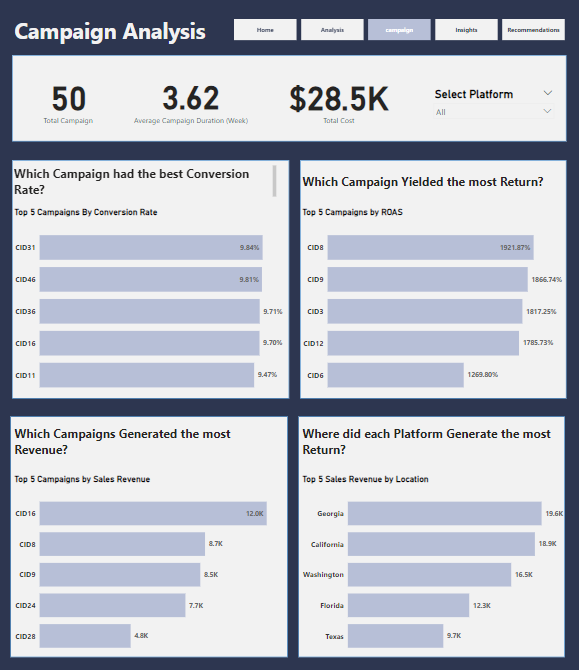 Campaign Analysis
Home
Analysis
campaign
Insights
Recommendations
50
Total Campaign
3.62
Average Campaign Duration (Week)
$28.5K
Total Cost
Select Platform
All
Which Campaign had the best Conversion
Rate?
Top 5 Campaigns By Conversion Rate
CID31 9.84%
CID46 9.81%
CID36 9.71%
CID16 9.70%
CID11 9.47%
Which Campaign Yielded the most Return?
Top 5 Campaigns by ROAS
CID8 1921.87%
CID9 1866.74%
CID3 1817.25%
CID12 1785.73%
CID6 1269.80%
Which Campaigns Generated the most
Revenue?
Top 5 Campaigns by Sales Revenue
CID16 12.0K
CID8 8.7K
CID9 8.5K
CID24 7.7K
CID28 4.8K
Where did each Platform Generate the most
Return?
Top 5 Sales Revenue by Location
Georgia 19.6K
California 18.9K
Washington 16.5K
Florida 12.3K
Texas 9.7K